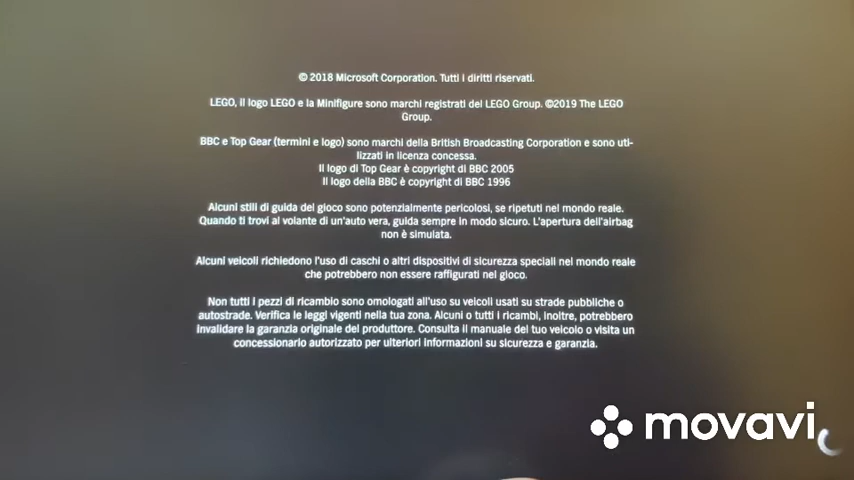 © 2018 Microsoft Corporation. Tutti i diritti riservati.
LEGO, il logo LEGO e la Minifigure sono marchi registrati del LEGO Group. ©2019 The LEGO
Group.
BBC e Top Gear (termini e logo) sono marchi della British Broadcasting Corporation e sono uti-
lizzati in licenza concessa.
Il logo di Top Gear è copyright di BBC 2005
Il logo della BBC è copyright di BBC 1996
Alcuni stili di guida del gioco sono potenzialmente pericolosi, se ripetuti nel mondo reale.
Quando ti trovi al volante di un'auto vera, guida sempre in modo sicuro. L'apertura dell'airbag
non è simulata.
Alcuni veicoli richiedono l'uso di caschi o altri dispositivi di sicurezza speciali nel mondo reale
che potrebbero non essere raffigurati nel gioco.
Non tutti i pezzi di ricambio sono omologati all'uso su veicoli usati su strade pubbliche o
autostrade. Verifica le leggi vigenti nella tua zona. Alcuni o tutti i ricambi, inoltre, potrebbero
invalidare la garanzia originale del produttore. Consulta il manuale del tuo veicolo o visita un
concessionario autorizzato per ulteriori informazioni su sicurezza e garanzia.
movavi